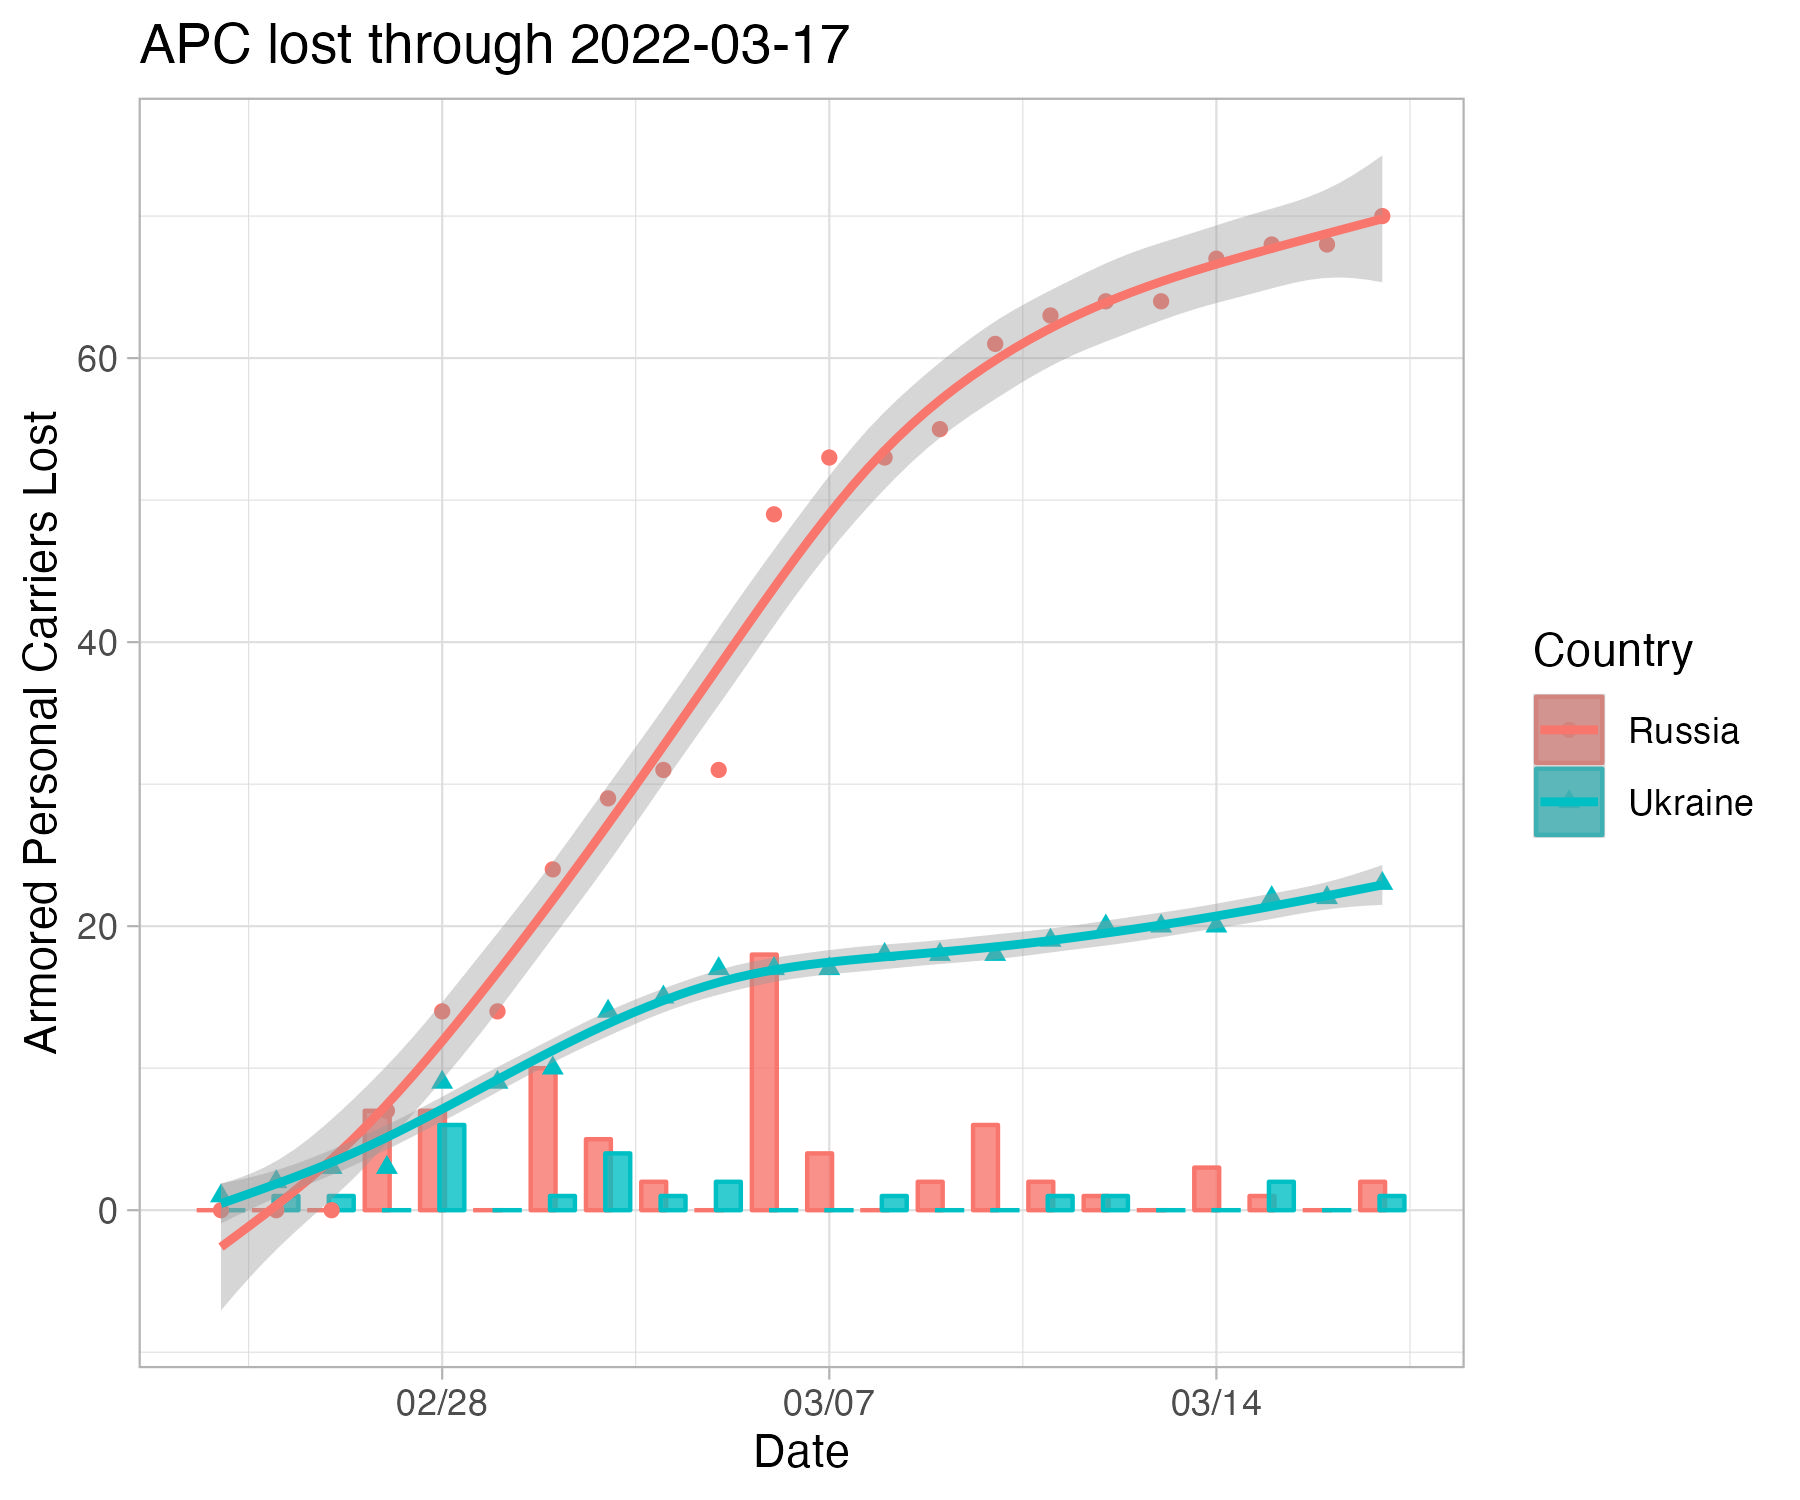 APC lost through 2022-03-17
Armored Personal Carriers Lost
60
40
20
0
02/28
03/07
03/14
Date
Country
Russia
Ukraine